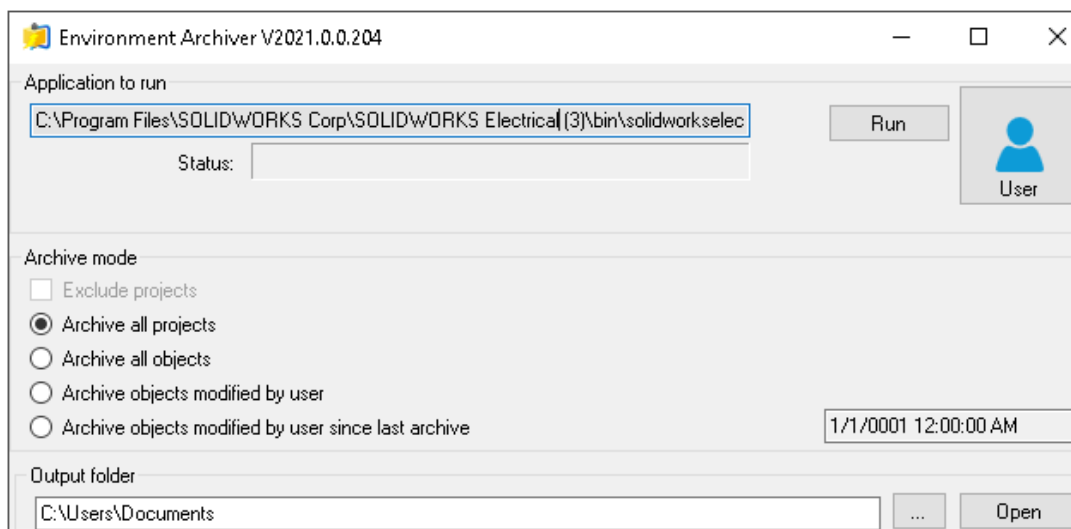 Environment Archiver V2021.0.0.204
Application to run
C:\Program Files\SOLIDWORKS Corp\SOLIDWORKS Electrical (3)\bin\solidworkselec
Run
Status:
User
Archive mode
Exclude projects
Archive all projects
Archive all objects
Archive objects modified by user
Archive objects modified by user since last archive
1/1/0001 12:00:00 AM
Output folder
C:\Users\Documents
...
Open